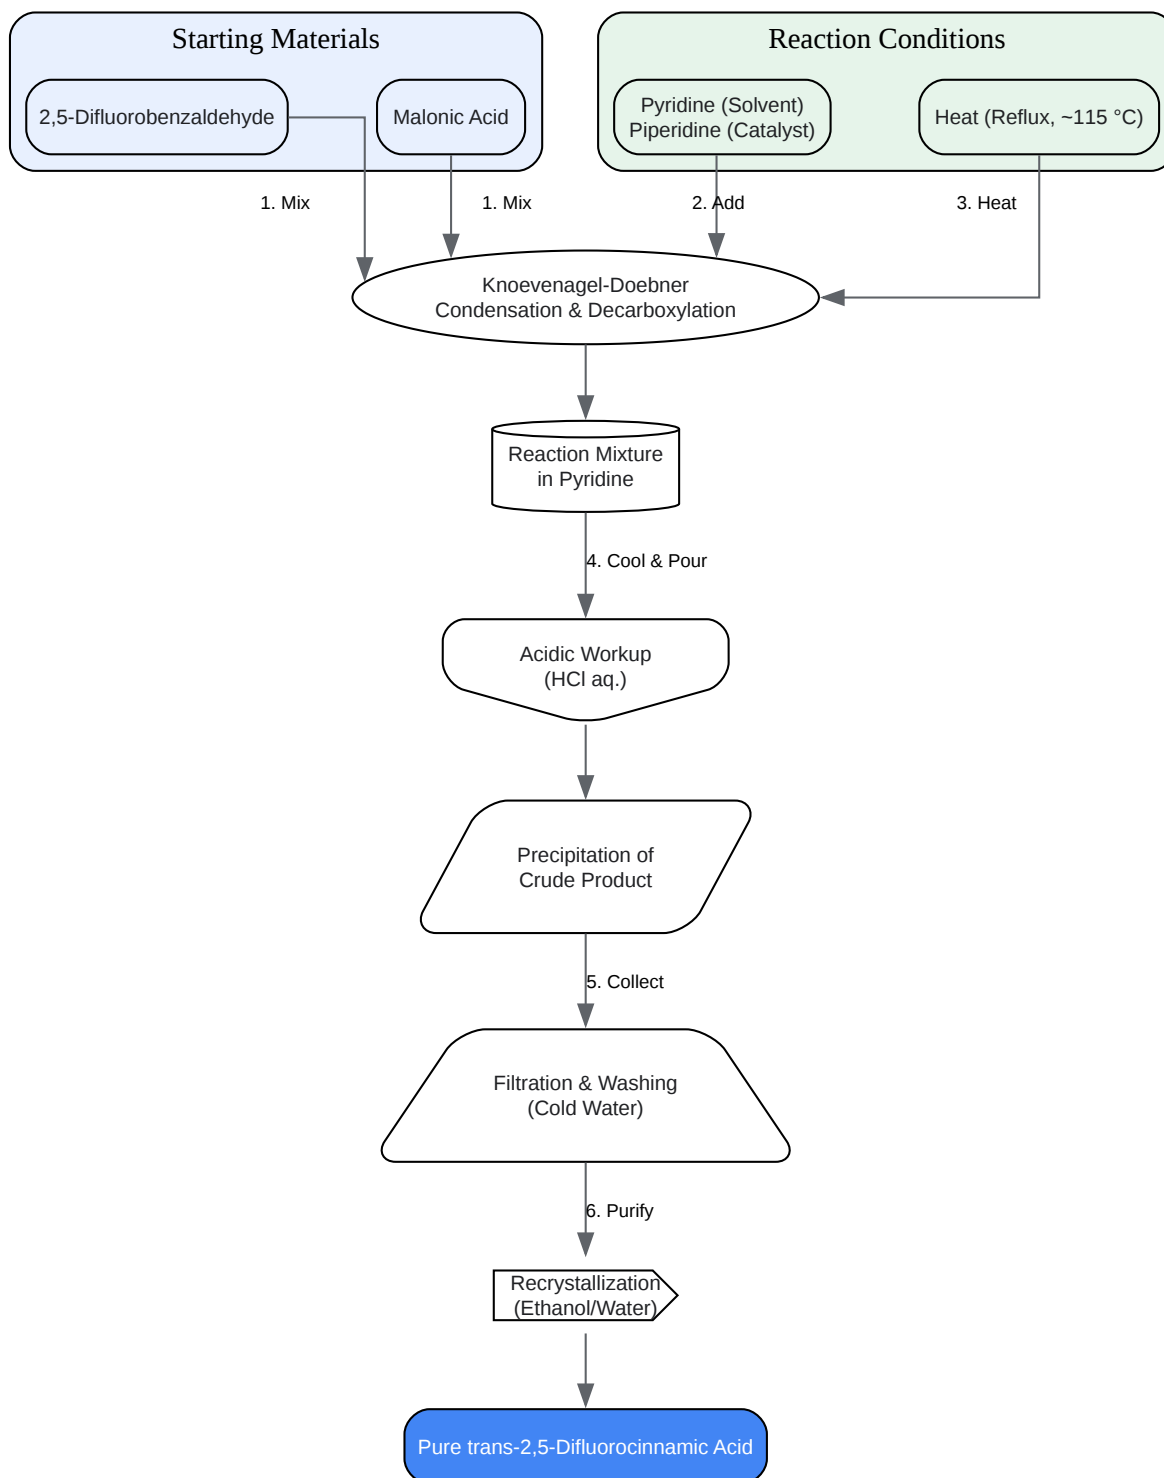 Starting Materials
Reaction Conditions
2,5-Difluorobenzaldehyde
Malonic Acid
Pyridine (Solvent)
Piperidine (Catalyst)
Heat (Reflux, ~115 °C)
1. Mix
1. Mix
2. Add
3. Heat
Knoevenagel-Doebner
Condensation & Decarboxylation
Reaction Mixture
in Pyridine
4. Cool & Pour
Acidic Workup
(HCl aq.)
Precipitation of
Crude Product
5. Collect
Filtration & Washing
(Cold Water)
6. Purify
Recrystallization
(Ethanol/Water)
Pure trans-2,5-Difluorocinnamic Acid